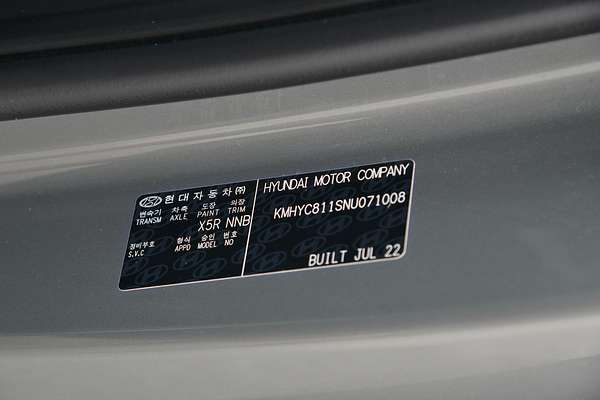 현대자동차㈜
변속기 차축 도장 의장
TRANSM AXLE PAINT TRIM
X5R NNB
정비부호 형식 승인 번호
S.V.C APPD MODEL NO
HYUNDAI MOTOR COMPANY
KMHYC811SNU071008
BUILT JUL 22